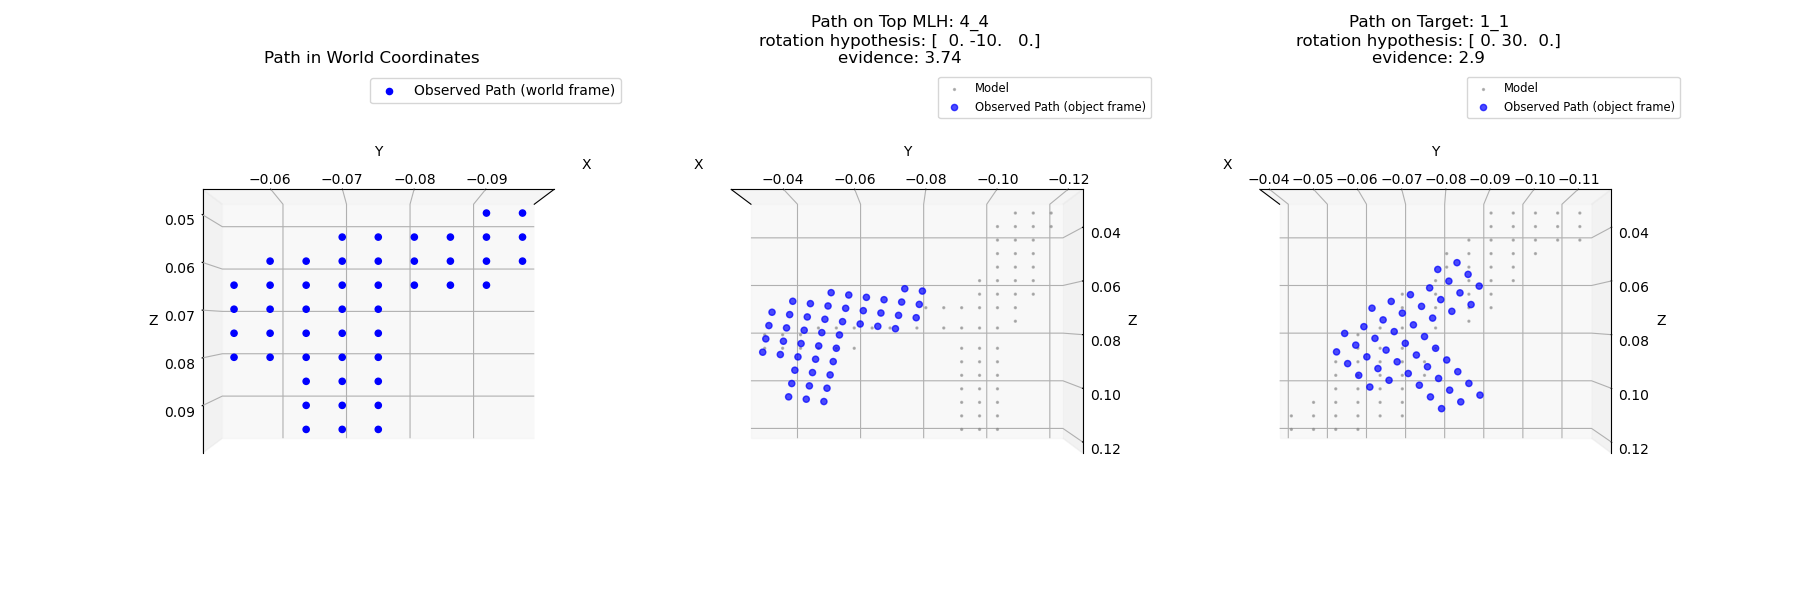 Path in World Coordinates
Observed Path (world frame)
Y
X
−0.06 −0.07 −0.08 −0.09
Z
0.05
0.06
0.07
0.08
0.09
Path on Top MLH: 4_4
rotation hypothesis: [  0. -10.   0.]
evidence: 3.74
Model
Observed Path (object frame)
X
Y
−0.04 −0.06 −0.08 −0.10 −0.12
0.04
0.06
Z
0.08
0.10
0.12
Path on Target: 1_1
rotation hypothesis: [ 0. 30.  0.]
evidence: 2.9
Model
Observed Path (object frame)
X
Y
−0.04 −0.05 −0.06 −0.07 −0.08 −0.09 −0.10 −0.11
0.04
0.06
Z
0.08
0.10
0.12